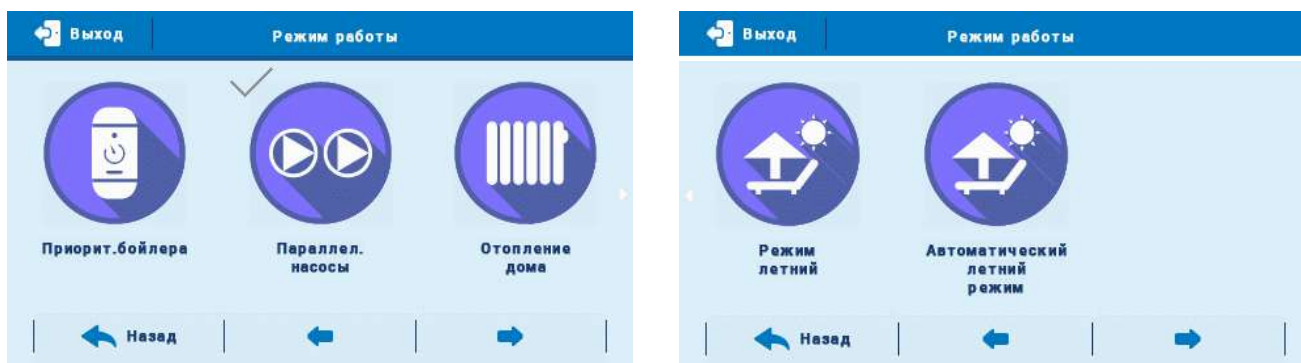 Выход
Режим работы
Приорит.бойлера
Параллел.
насосы
Отопление
дома
Назад
Выход
Режим работы
Режим
летний
Автоматический
летний
режим
Назад